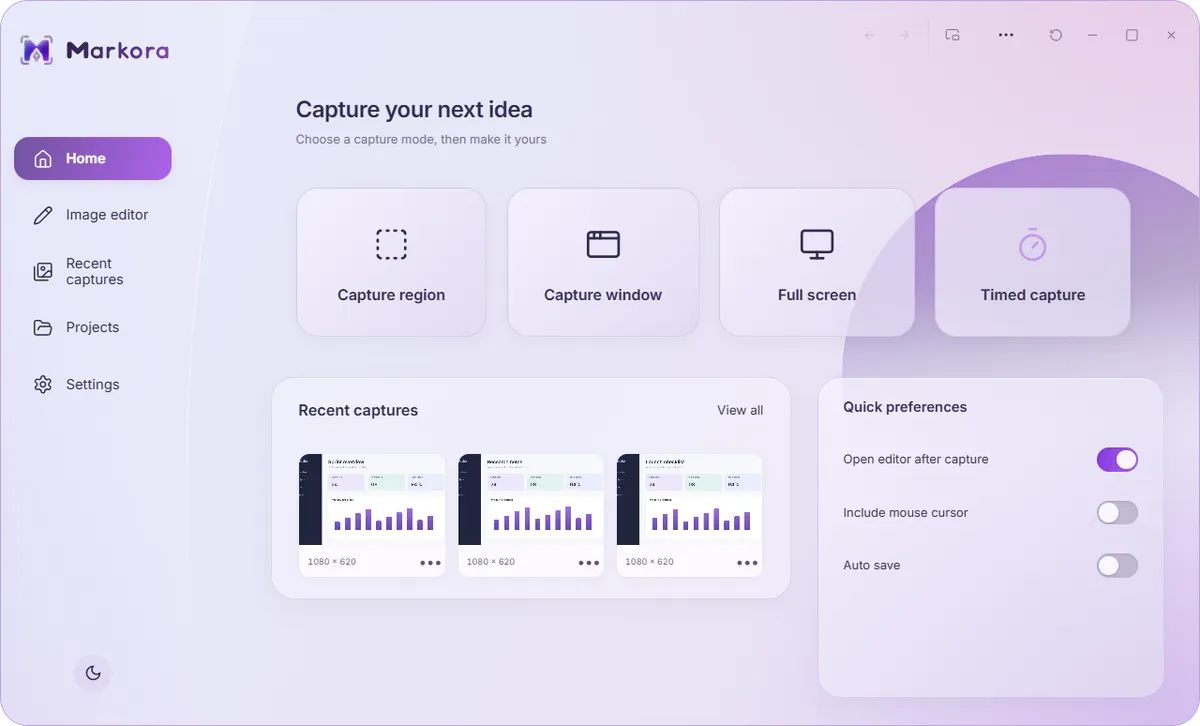 Markora
Home
Image editor
Recent
captures
Projects
Settings
Capture your next idea
Choose a capture mode, then make it yours
Capture region
Capture window
Full screen
Timed capture
Recent captures
View all
1080 × 620
1080 × 620
1080 × 620
Quick preferences
Open editor after capture
Include mouse cursor
Auto save